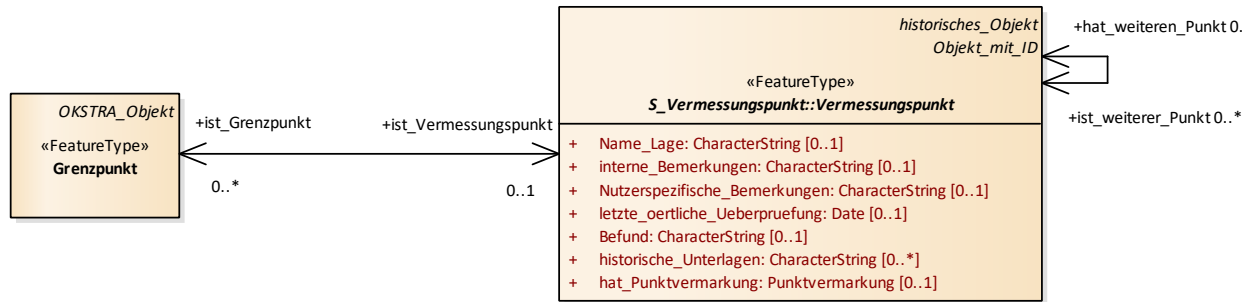 OKSTRA_Objekt
«FeatureType»
Grenzpunkt
+ist_Grenzpunkt
0..*
+ist_Vermessungspunkt
0..1
historisches_Objekt
Objekt_mit_ID
«FeatureType»
S_Vermessungspunkt::Vermessungspunkt
+ Name_Lage: CharacterString [0..1]
+ interne_Bemerkungen: CharacterString [0..1]
+ Nutzerspezifische_Bemerkungen: CharacterString [0..1]
+ letzte_oertliche_Ueberpruefung: Date [0..1]
+ Befund: CharacterString [0..1]
+ historische_Unterlagen: CharacterString [0..*]
+ hat_Punktvermarkung: Punktvermarkung [0..1]
+hat_weiteren_Punkt 0.
+ist_weiterer_Punkt 0..*